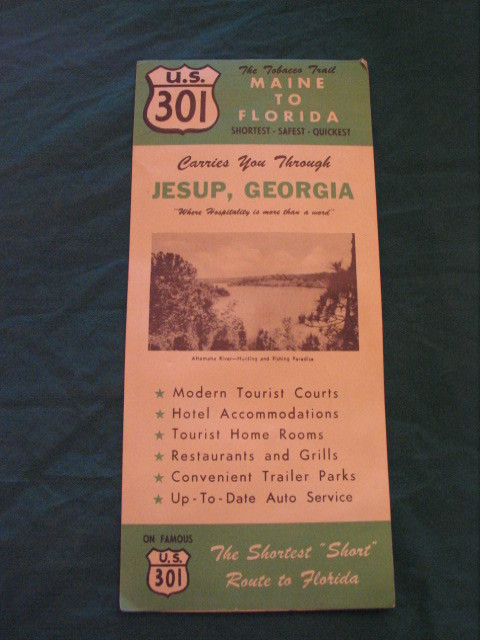 U.S.
301
The Tobacco Trail
MAINE
TO
FLORIDA
SHORTEST - SAFEST - QUICKEST
Carries You Through
JESUP, GEORGIA
"Where Hospitality is more than a word"
Altamaha River—Hunting and Fishing Paradise
★ Modern Tourist Courts
★ Hotel Accommodations
★ Tourist Home Rooms
★ Restaurants and Grills
★ Convenient Trailer Parks
★ Up-To-Date Auto Service
ON FAMOUS
U.S.
301
The Shortest "Short"
Route to Florida